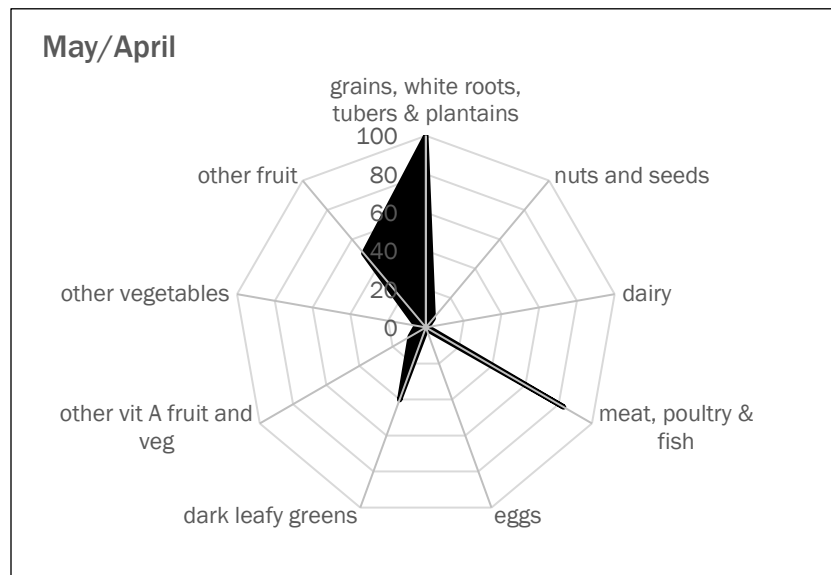 May/April
grains, white roots,
tubers & plantains
100
80
60
40
20
0
nuts and seeds
dairy
meat, poultry &
fish
eggs
dark leafy greens
other vit A fruit and
veg
other vegetables
other fruit